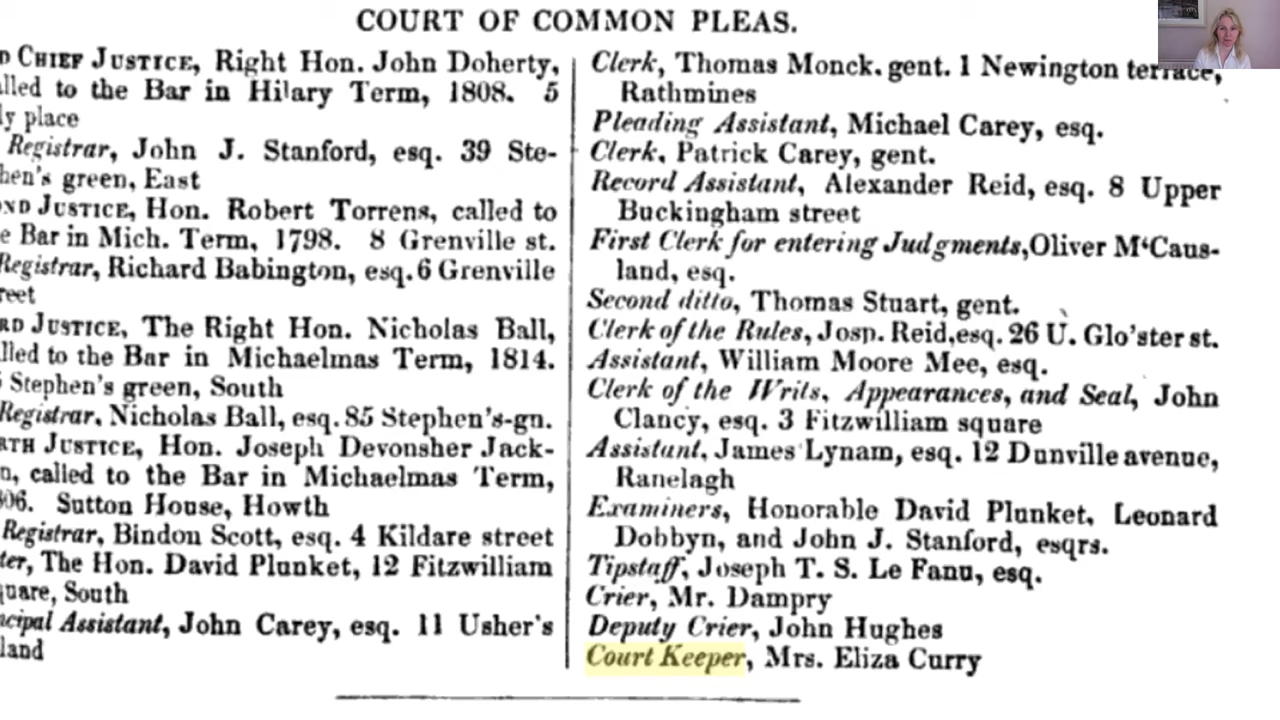 COURT OF COMMON PLEAS.
CHIEF JUSTICE, Right Hon. John Doherty,
lled to the Bar in Hilary Term, 1808. 5
ly place
Registrar, John J. Stanford, esq. 39 Ste-
hen's green, East
ND JUSTICE, Hon. Robert Torrens, called to
e Bar in Mich. Term, 1798. 8 Grenville st.
Registrar, Richard Babington, esq. 6 Grenville
reet
RD JUSTICE, The Right Hon. Nicholas Ball,
lled to the Bar in Michaelmas Term, 1814.
Stephen's green, South
Registrar, Nicholas Ball, esq. 85 Stephen's-gn.
RTH JUSTICE, Hon. Joseph Devonsher Jack-
n, called to the Bar in Michaelmas Term,
06. Sutton House, Howth
Registrar, Bindon Scott, esq. 4 Kildare street
ter, The Hon. David Plunket, 12 Fitzwilliam
quare, South
ncipal Assistant, John Carey, esq. 11 Usher's
land
Clerk, Thomas Monck. gent. 1 Newington terrace,
Rathmines
Pleading Assistant, Michael Carey, esq.
Clerk, Patrick Carey, gent.
Record Assistant, Alexander Reid, esq. 8 Upper
Buckingham street
First Clerk for entering Judgments, Oliver M'Caus-
land, esq.
Second ditto, Thomas Stuart, gent.
Clerk of the Rules, Josp. Reid, esq. 26 U. Glo'ster st.
Assistant, William Moore Mee, esq.
Clerk of the Writs, Appearances, and Seal, John
Clancy, esq. 3 Fitzwilliam square
Assistant, James Lynam, esq. 12 Dunville avenue,
Ranelagh
Examiners, Honorable David Plunket, Leonard
Dobbyn, and John J. Stanford, esqrs.
Tipstaff, Joseph T. S. Le Fanu, esq.
Crier, Mr. Dampry
Deputy Crier, John Hughes
Court Keeper, Mrs. Eliza Curry